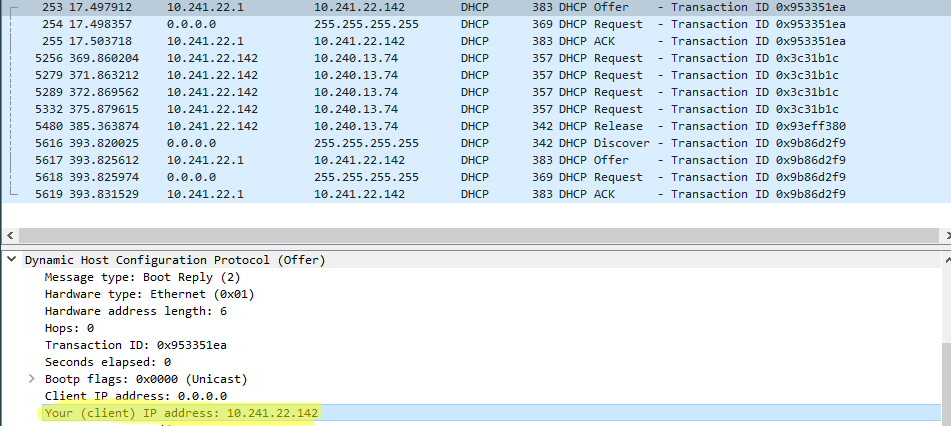 253 17.497912 10.241.22.1 10.241.22.142 DHCP 383 DHCP Offer - Transaction ID 0x953351ea
254 17.498357 0.0.0.0 255.255.255.255 DHCP 369 DHCP Request - Transaction ID 0x953351ea
255 17.503718 10.241.22.1 10.241.22.142 DHCP 383 DHCP ACK - Transaction ID 0x953351ea
5256 369.860204 10.241.22.142 10.240.13.74 DHCP 357 DHCP Request - Transaction ID 0x3c31b1c
5279 371.863212 10.241.22.142 10.240.13.74 DHCP 357 DHCP Request - Transaction ID 0x3c31b1c
5289 372.869562 10.241.22.142 10.240.13.74 DHCP 357 DHCP Request - Transaction ID 0x3c31b1c
5332 375.879615 10.241.22.142 10.240.13.74 DHCP 357 DHCP Request - Transaction ID 0x3c31b1c
5480 385.363874 10.241.22.142 10.240.13.74 DHCP 342 DHCP Release - Transaction ID 0x93eff380
5616 393.820025 0.0.0.0 255.255.255.255 DHCP 342 DHCP Discover - Transaction ID 0x9b86d2f9
5617 393.825612 10.241.22.1 10.241.22.142 DHCP 383 DHCP Offer - Transaction ID 0x9b86d2f9
5618 393.825974 0.0.0.0 255.255.255.255 DHCP 369 DHCP Request - Transaction ID 0x9b86d2f9
5619 393.831529 10.241.22.1 10.241.22.142 DHCP 383 DHCP ACK - Transaction ID 0x9b86d2f9
Dynamic Host Configuration Protocol (Offer)
Message type: Boot Reply (2)
Hardware type: Ethernet (0x01)
Hardware address length: 6
Hops: 0
Transaction ID: 0x953351ea
Seconds elapsed: 0
Bootp flags: 0x0000 (Unicast)
Client IP address: 0.0.0.0
Your (client) IP address: 10.241.22.142